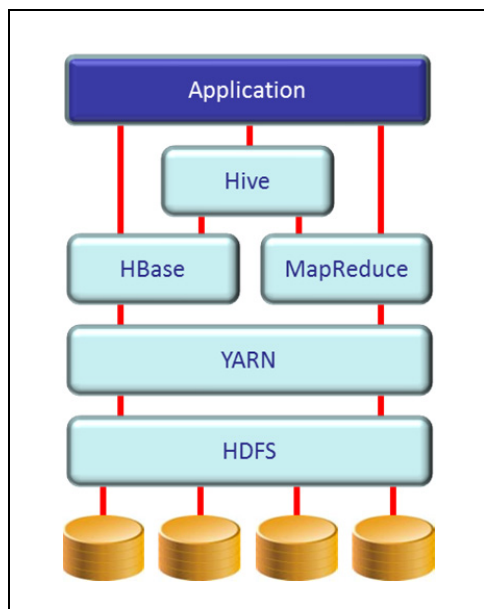 Application
Hive
HBase
MapReduce
YARN
HDFS